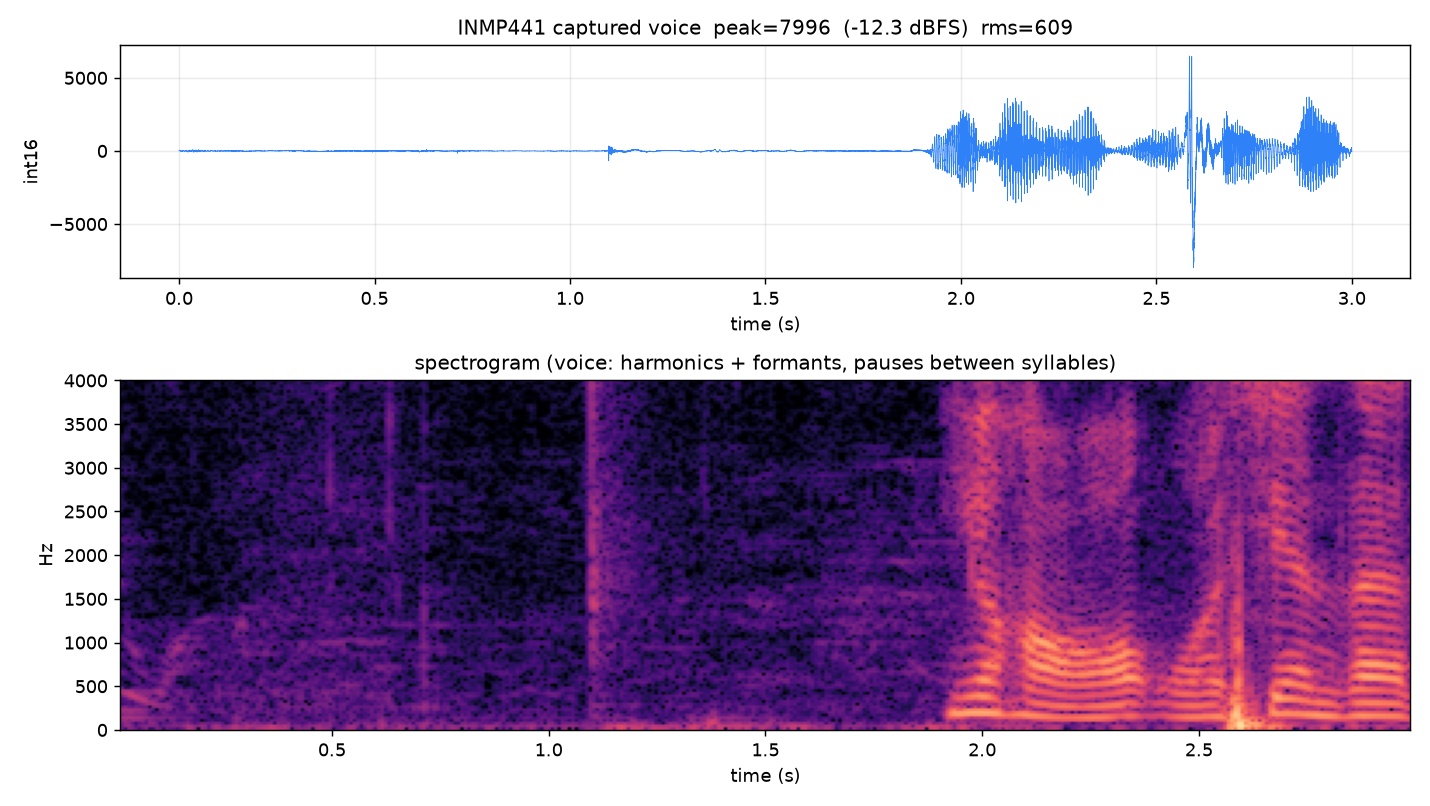 INMP441 captured voice  peak=7996  (-12.3 dBFS)  rms=609
5000
0
−5000
int16
0.0 0.5 1.0 1.5 2.0 2.5 3.0
time (s)
spectrogram (voice: harmonics + formants, pauses between syllables)
4000
3500
3000
2500
2000
1500
1000
500
0
Hz
0.5 1.0 1.5 2.0 2.5
time (s)